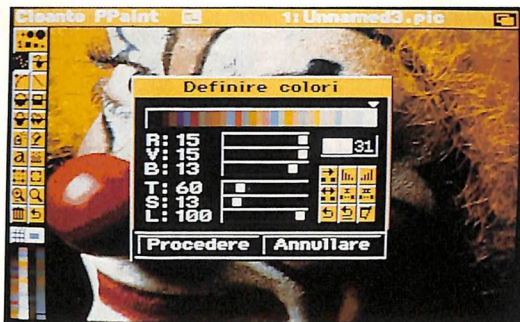 Cloanto PPaint 1:Unnamed3.pic
Definire colori
R:15
V:15
B:13
31
T:60
S:13
L:100
Procedere Annullare